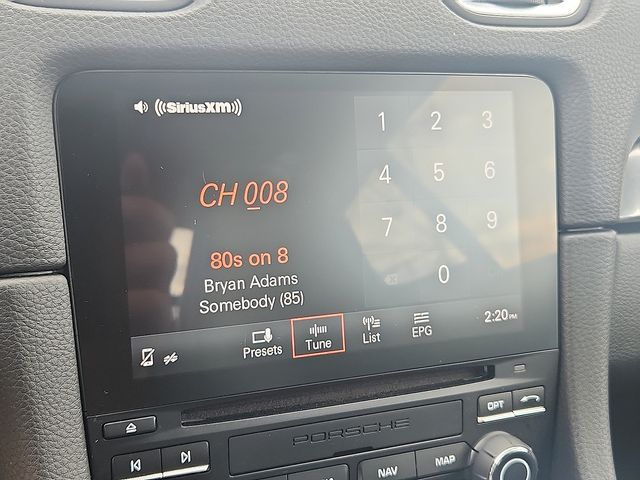 SiriusXM
CH 008
80s on 8
Bryan Adams
Somebody (85)
1 2 3
4 5 6
7 8 9
0
Presets
Tune
List
EPG
2:20PM
OPT
PORSCHE
NAV
MAP